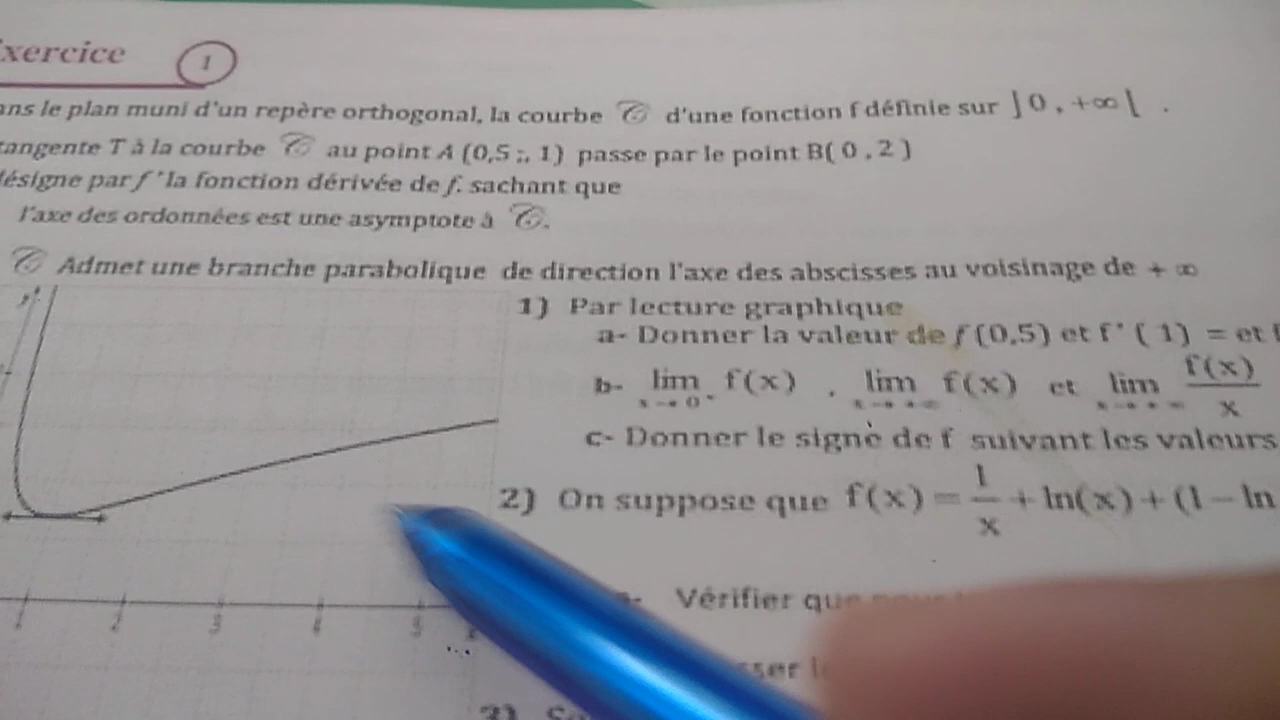 xercice 1
ans le plan muni d'un repère orthogonal, la courbe 𝒞 d'une fonction f définie sur ]0 , +∞ [ .
tangente T à la courbe 𝒞 au point A (0,5 ;, 1) passe par le point B( 0 , 2 )
ésigne par f ' la fonction dérivée de f. sachant que
l'axe des ordonnées est une asymptote à 𝒞.
𝒞 Admet une branche parabolique de direction l'axe des abscisses au voisinage de + ∞
1) Par lecture graphique
a- Donner la valeur de f (0,5) et f' ( 1) = et
b- lim x→0+ f(x) , lim x→+∞ f(x) et lim x→+∞ f(x)/x
c- Donner le signe de f suivant les valeurs
2) On suppose que f(x) = 1/x + ln(x) + (1 − ln
Vérifier que
1 2 3 4 5 x
3)